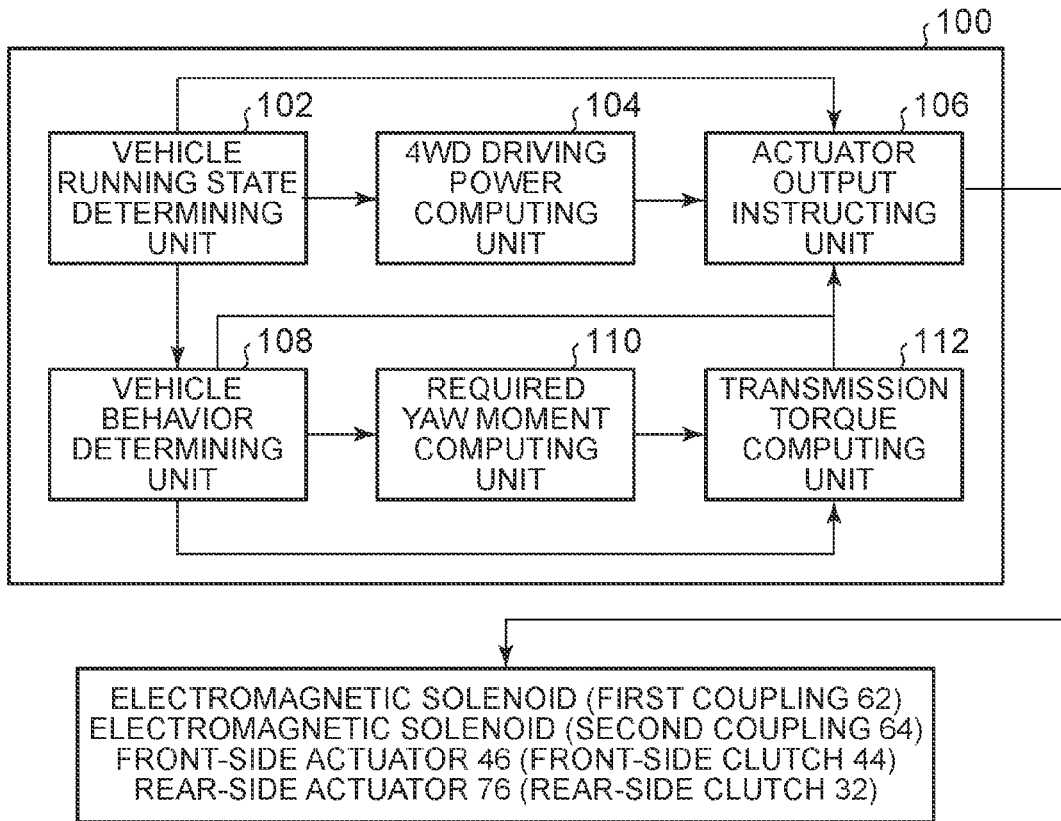 100
102
VEHICLE
RUNNING STATE
DETERMINING
UNIT
104
4WD DRIVING
POWER
COMPUTING
UNIT
106
ACTUATOR
OUTPUT
INSTRUCTING
UNIT
108
VEHICLE
BEHAVIOR
DETERMINING
UNIT
110
REQUIRED
YAW MOMENT
COMPUTING
UNIT
112
TRANSMISSION
TORQUE
COMPUTING
UNIT
ELECTROMAGNETIC SOLENOID (FIRST COUPLING 62)
ELECTROMAGNETIC SOLENOID (SECOND COUPLING 64)
FRONT-SIDE ACTUATOR 46 (FRONT-SIDE CLUTCH 44)
REAR-SIDE ACTUATOR 76 (REAR-SIDE CLUTCH 32)